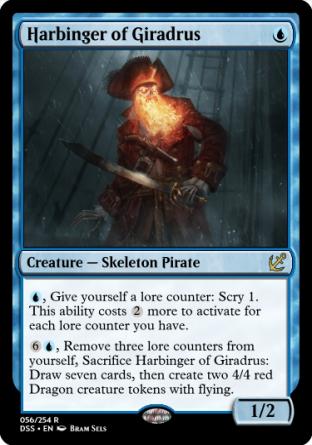 Harbinger of Giradrus
Creature — Skeleton Pirate
, Give yourself a lore counter: Scry 1.
This ability costs 2 more to activate for
each lore counter you have.
6 , Remove three lore counters from
yourself, Sacrifice Harbinger of Giradrus:
Draw seven cards, then create two 4/4 red
Dragon creature tokens with flying.
1/2
056/254 R
DSS • EN Bram Sels